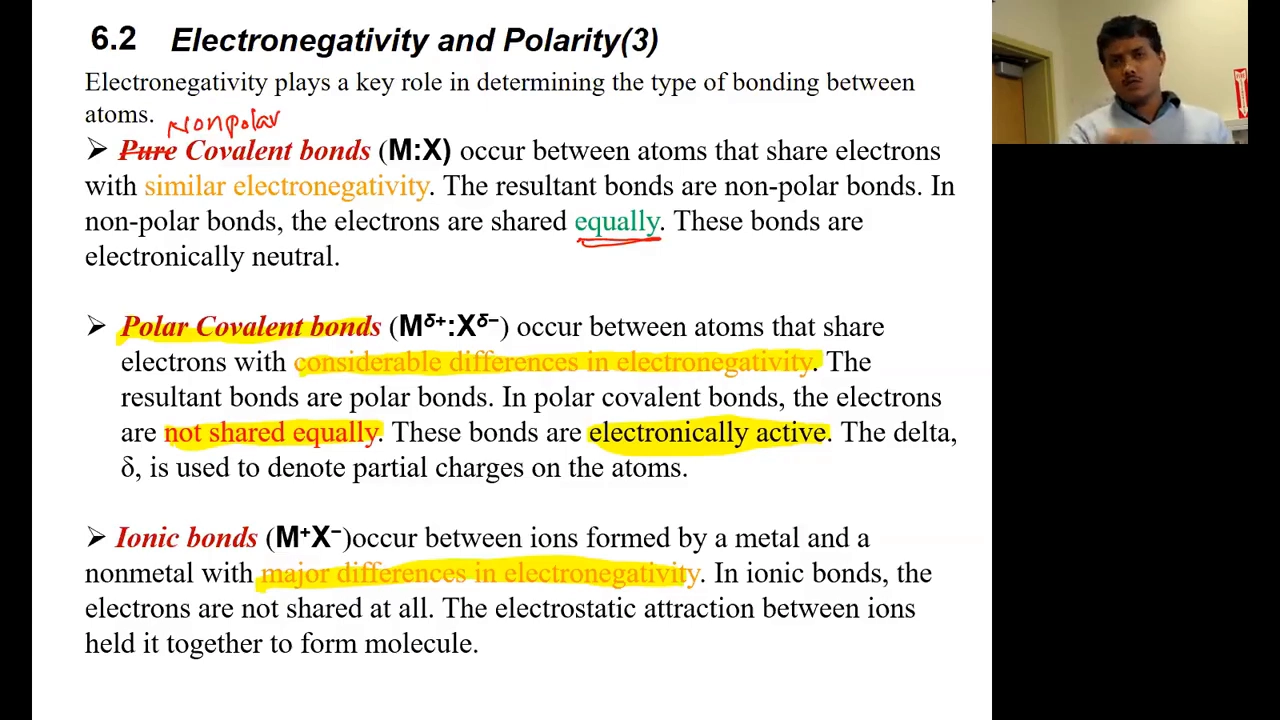 6.2 Electronegativity and Polarity(3)
Electronegativity plays a key role in determining the type of bonding between
atoms.
Nonpolar
➢ Pure Covalent bonds (M:X) occur between atoms that share electrons
with similar electronegativity. The resultant bonds are non-polar bonds. In
non-polar bonds, the electrons are shared equally. These bonds are
electronically neutral.
➢ Polar Covalent bonds (Mδ+:Xδ−) occur between atoms that share
electrons with considerable differences in electronegativity. The
resultant bonds are polar bonds. In polar covalent bonds, the electrons
are not shared equally. These bonds are electronically active. The delta,
δ, is used to denote partial charges on the atoms.
➢ Ionic bonds (M+X−)occur between ions formed by a metal and a
nonmetal with major differences in electronegativity. In ionic bonds, the
electrons are not shared at all. The electrostatic attraction between ions
held it together to form molecule.